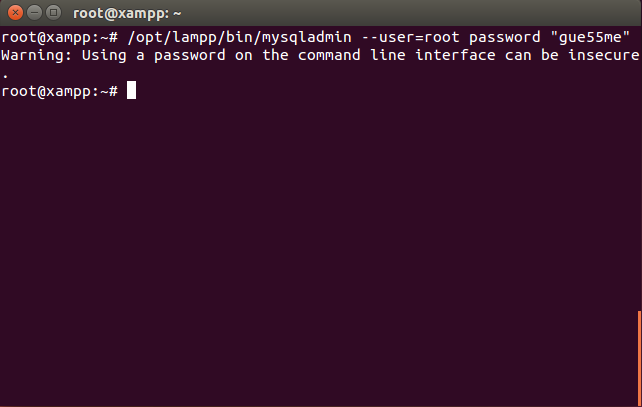 root@xampp: ~
root@xampp:~# /opt/lampp/bin/mysqladmin --user=root password "gue55me"
Warning: Using a password on the command line interface can be insecure
.
root@xampp:~#